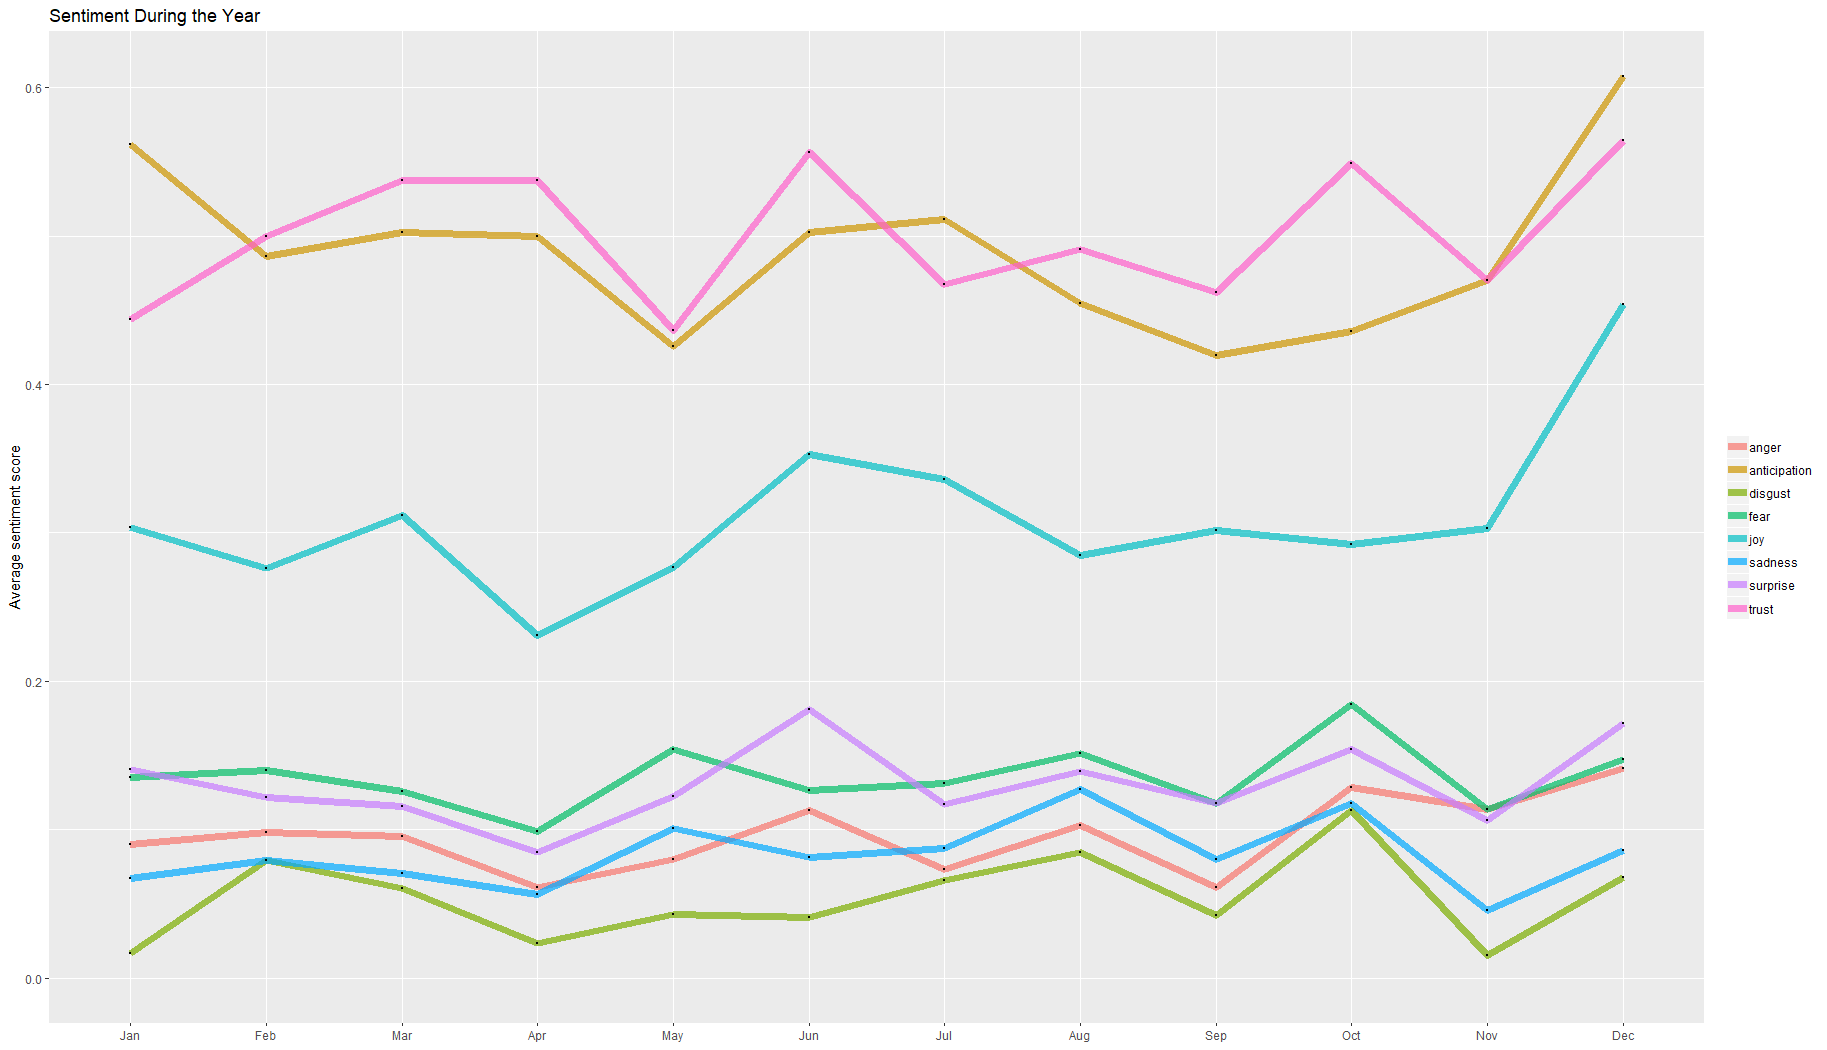 Sentiment During the Year
Average sentiment score
0.6
0.4
0.2
0.0
Jan Feb Mar Apr May Jun Jul Aug Sep Oct Nov Dec
anger
anticipation
disgust
fear
joy
sadness
surprise
trust